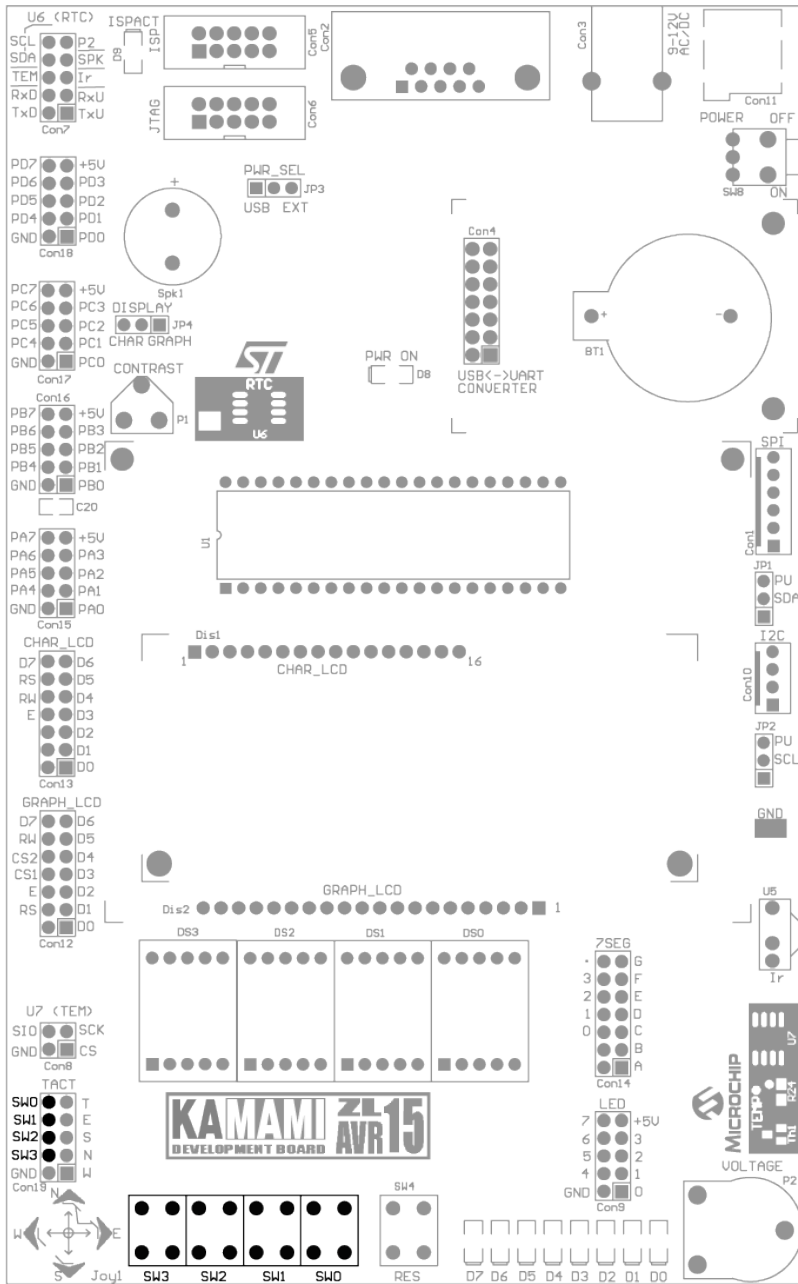 U6 (RTC)
SCL P2
SDA SPK
TEM Ir
RxD RxU
TxD TxU
Con7
ISPACT
D9
ISP
Con5
JTAG
Con6
Con2
Con3
9-12V
AC/DC
Con11
POWER OFF
SW8 ON
PD7 +5V
PD6 PD3
PD5 PD2
PD4 PD1
GND PD0
Con18
+
Spk1
PWR_SEL
JP3
USB EXT
Con4
USB<->UART
CONVERTER
+ -
BT1
PC7 +5V
PC6 PC3
PC5 PC2
PC4 PC1
GND PC0
Con17
DISPLAY
JP4
CHAR GRAPH
CONTRAST
P1
ST
RTC
U6
PWR ON
D8
Con16
PB7 +5V
PB6 PB3
PB5 PB2
PB4 PB1
GND PB0
C20
SPI
Con1
U1
PA7 +5V
PA6 PA3
PA5 PA2
PA4 PA1
GND PA0
Con15
JP1
PU
SDA
I2C
Con10
JP2
PU
SCL
GND
CHAR_LCD
D7 D6
RS D5
RW D4
E D3
D2
D1
D0
Con13
Dis1
1 16
CHAR_LCD
GRAPH_LCD
D7 D6
RW D5
CS2 D4
CS1 D3
E D2
RS D1
D0
Con12
GRAPH_LCD
Dis2 1
DS3 DS2 DS1 DS0
7SEG
. G
3 F
2 E
1 D
0 C
B
A
Con14
U5
Ir
U7 (TEM)
SIO SCK
GND CS
Con8
TACT
SW0 T
SW1 E
SW2 S
SW3 N
GND W
Con19
KAMAMI
DEVELOPMENT BOARD
ZL
AVR
15
LED
7 +5V
6 3
5 2
4 1
GND 0
Con9
MICROCHIP
TEMP
U7
R24
Th1
VOLTAGE
P2
N
W E
S
Joy1
SW3 SW2 SW1 SW0
SW4
RES
D7 D6 D5 D4 D3 D2 D1 D0